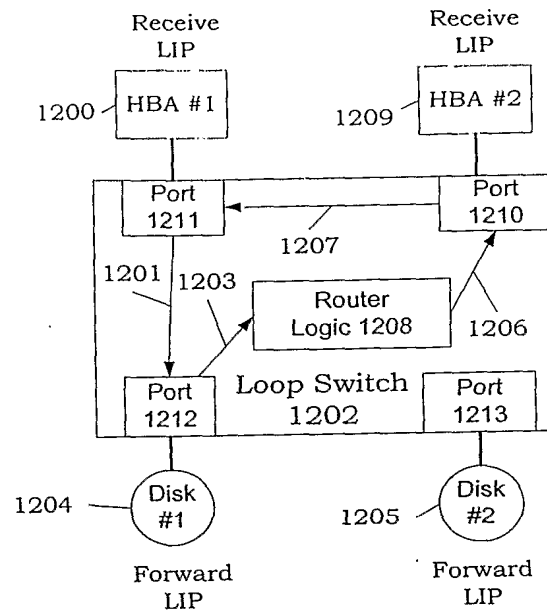 Receive
LIP
Receive
LIP
1200
HBA #1
1209
HBA #2
Port
1211
Port
1210
1207
1201
1203
Router
Logic 1208
1206
Port
1212
Loop Switch
1202
Port
1213
1204
Disk
#1
1205
Disk
#2
Forward
LIP
Forward
LIP